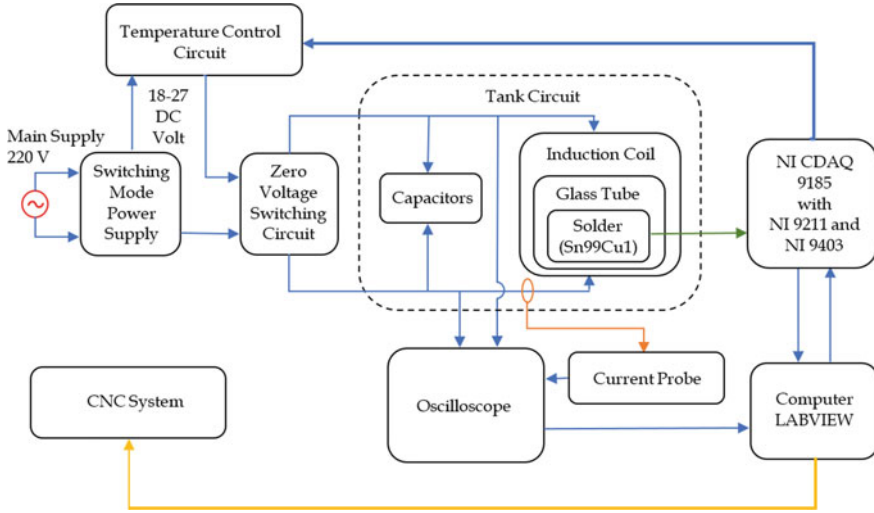 Temperature Control
Circuit
18-27
DC
Volt
Main Supply
220 V
Switching
Mode
Power
Supply
Zero
Voltage
Switching
Circuit
Tank Circuit
Capacitors
Induction Coil
Glass Tube
Solder
(Sn99Cu1)
NI CDAQ
9185
with
NI 9211 and
NI 9403
CNC System
Oscilloscope
Current Probe
Computer
LABVIEW